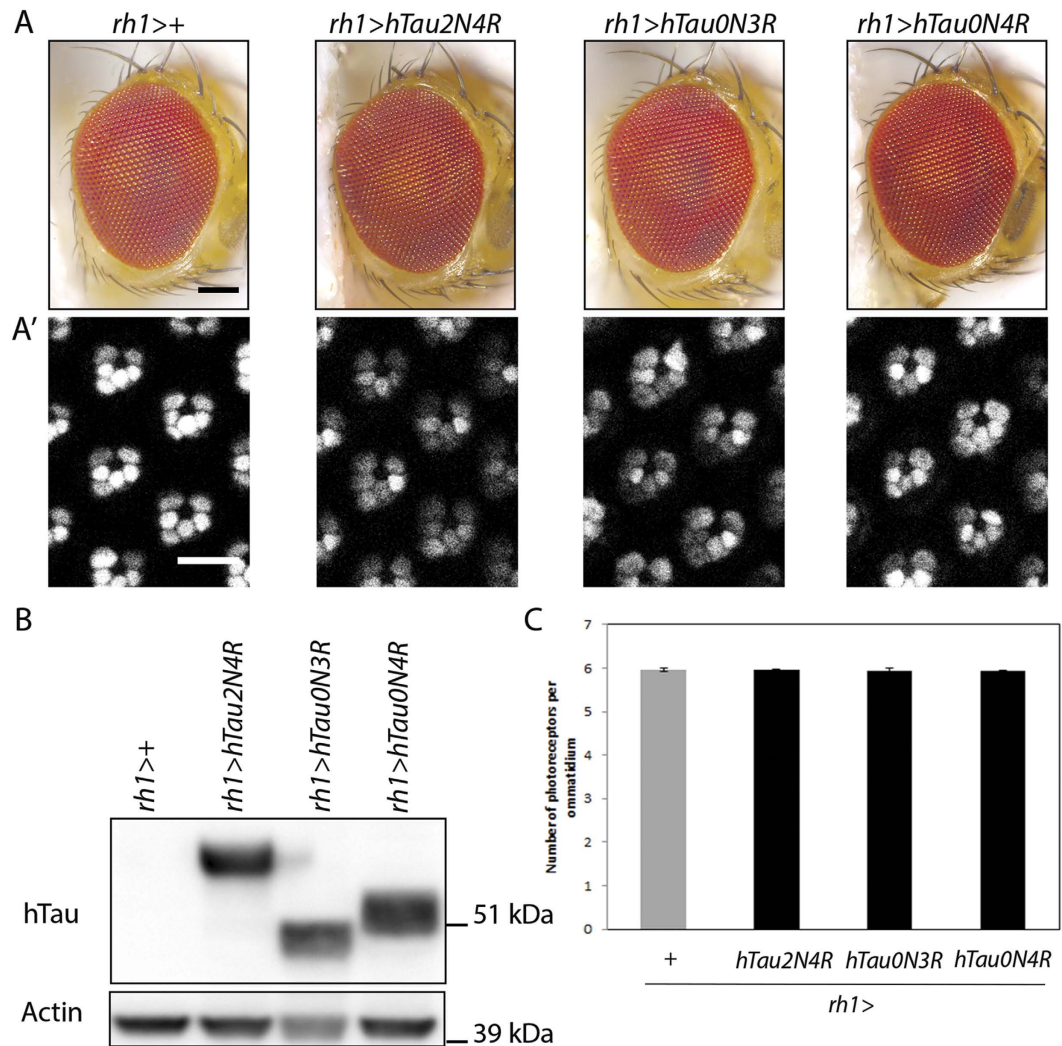 A
rh1>+
rh1>hTau2N4R
rh1>hTau0N3R
rh1>hTau0N4R
A'
B
rh1>+
rh1>hTau2N4R
rh1>hTau0N3R
rh1>hTau0N4R
hTau
51 kDa
Actin
39 kDa
C
Number of photoreceptors per
ommatidium
7
6
5
4
3
2
1
0
+
hTau2N4R
hTau0N3R
hTau0N4R
rh1>